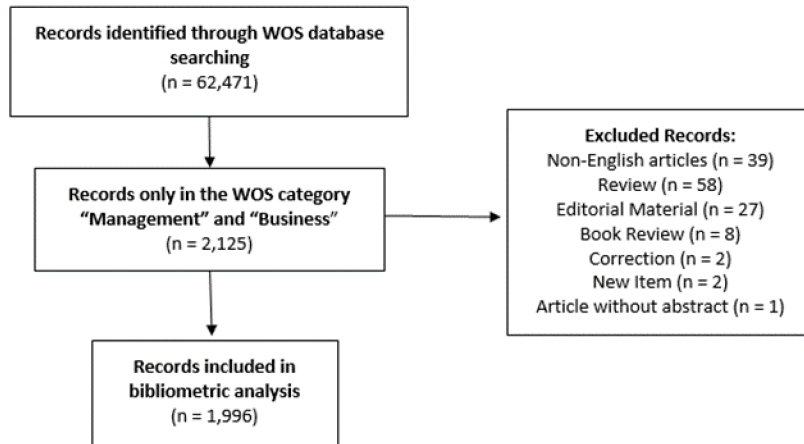 Records identified through WOS database
searching
(n = 62,471)
Records only in the WOS category
“Management” and “Business”
(n = 2,125)
Excluded Records:
Non-English articles (n = 39)
Review (n = 58)
Editorial Material (n = 27)
Book Review (n = 8)
Correction (n = 2)
New Item (n = 2)
Article without abstract (n = 1)
Records included in
bibliometric analysis
(n = 1,996)